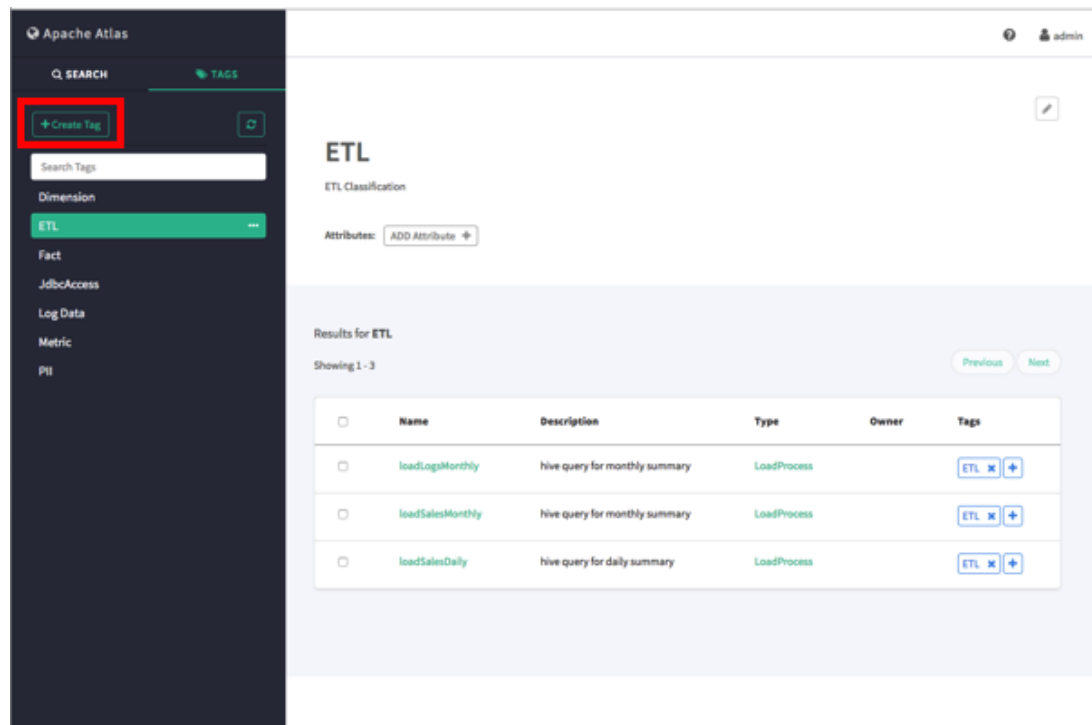 Apache Atlas
admin
SEARCH
TAGS
+ Create Tag
Search Tags
Dimension
ETL
Fact
JdbcAccess
Log Data
Metric
PII
ETL
ETL Classification
Attributes: ADD Attribute +
Results for ETL
Showing 1 - 3
Previous Next
Name Description Type Owner Tags
loadLogsMonthly hive query for monthly summary LoadProcess ETL
loadSalesMonthly hive query for monthly summary LoadProcess ETL
loadSalesDaily hive query for daily summary LoadProcess ETL